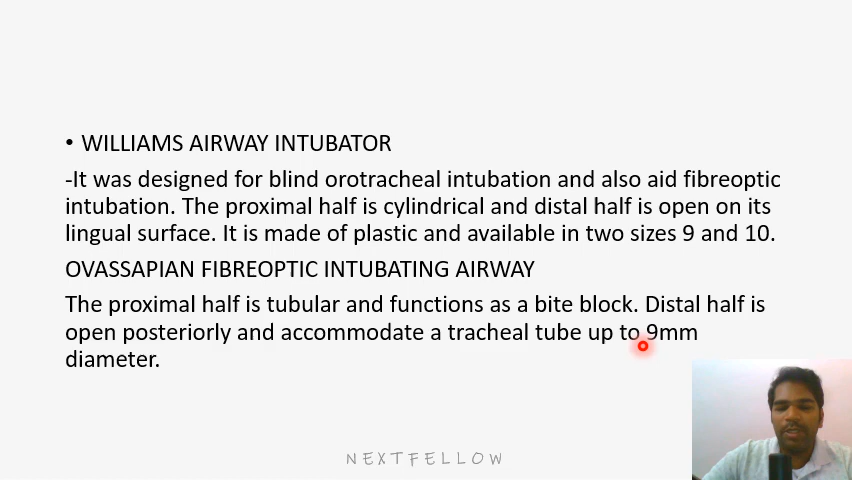 • WILLIAMS AIRWAY INTUBATOR
-It was designed for blind orotracheal intubation and also aid fibreoptic
intubation. The proximal half is cylindrical and distal half is open on its
lingual surface. It is made of plastic and available in two sizes 9 and 10.
OVASSAPIAN FIBREOPTIC INTUBATING AIRWAY
The proximal half is tubular and functions as a bite block. Distal half is
open posteriorly and accommodate a tracheal tube up to 9mm
diameter.
NEXTFELLOW